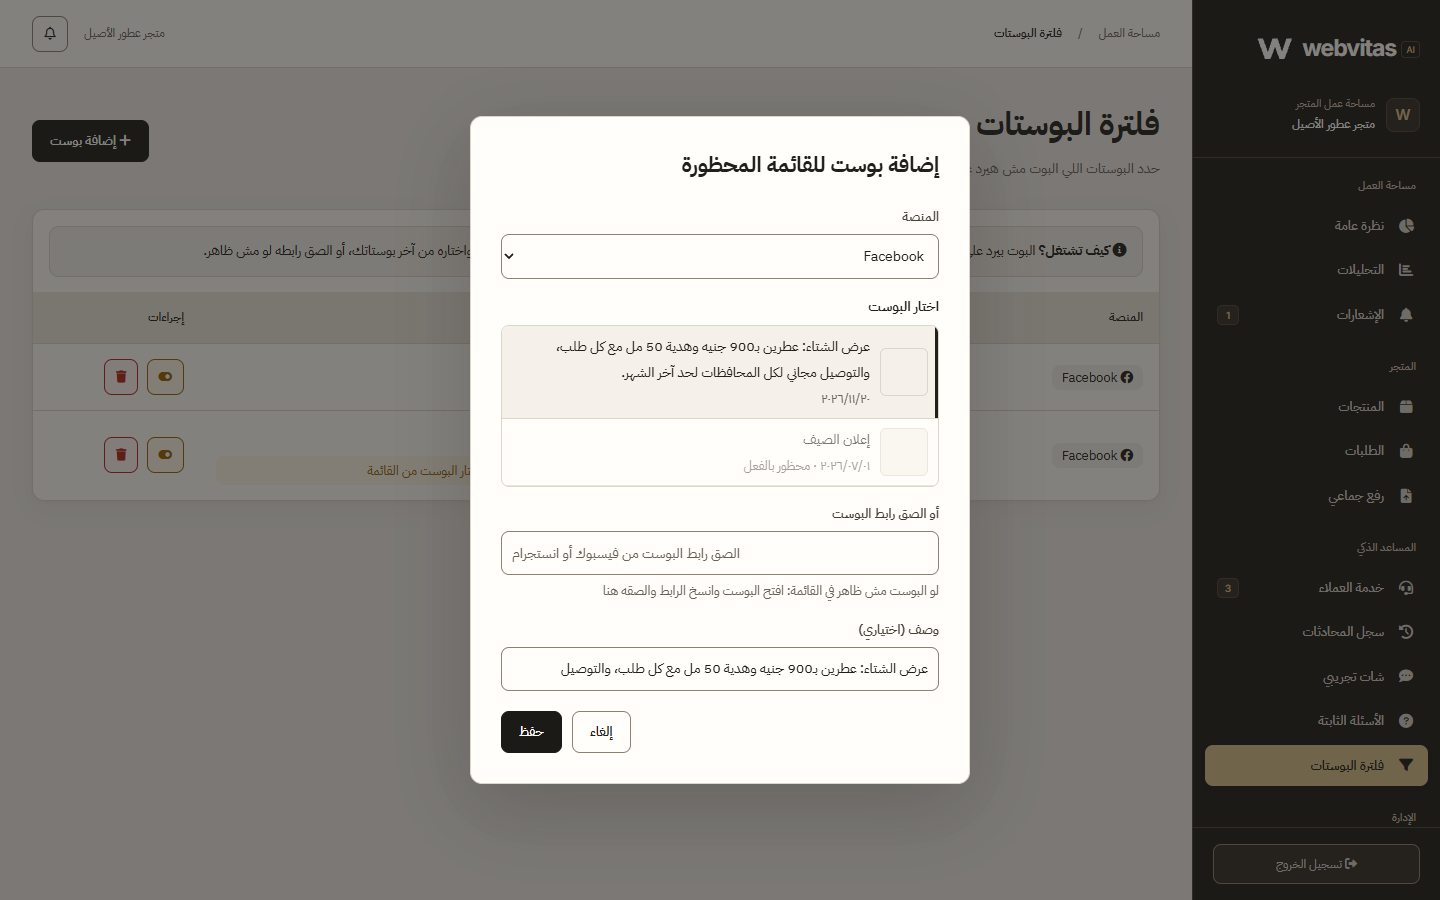 webvitas AI
مساحة عمل المتجر
W
متجر عطور الأصيل
مساحة العمل
نظرة عامة
التحليلات
الإشعارات
1
المتجر
المنتجات
الطلبات
رفع جماعي
المساعد الذكي
خدمة العملاء
3
سجل المحادثات
شات تجريبي
الأسئلة الثابتة
فلترة البوستات
الإدارة
تسجيل الخروج
مساحة العمل / فلترة البوستات
متجر عطور الأصيل
فلترة البوستات
حدد البوستات اللي البوت مش هيرد
إضافة بوست
كيف تشتغل؟ البوت بيرد
واختاره من آخر بوستاتك، أو الصق رابطه لو مش ظاهر.
المنصة
إجراءات
Facebook
Facebook
البوست من القائمة
إضافة بوست للقائمة المحظورة
المنصة
Facebook
اختار البوست
عرض الشتاء: عطرين بـ900 جنيه وهدية 50 مل مع كل طلب،
والتوصيل مجاني لكل المحافظات لحد آخر الشهر.
٢٠٢٦/١١/٢٠
إعلان الصيف
٢٠٢٦/٠٧/٠١ • محظور بالفعل
أو الصق رابط البوست
الصق رابط البوست من فيسبوك أو انستجرام
لو البوست مش ظاهر في القائمة: افتح البوست وانسخ الرابط والصقه هنا
وصف (اختياري)
عرض الشتاء: عطرين بـ900 جنيه وهدية 50 مل مع كل طلب، والتوصيل
إلغاء
حفظ